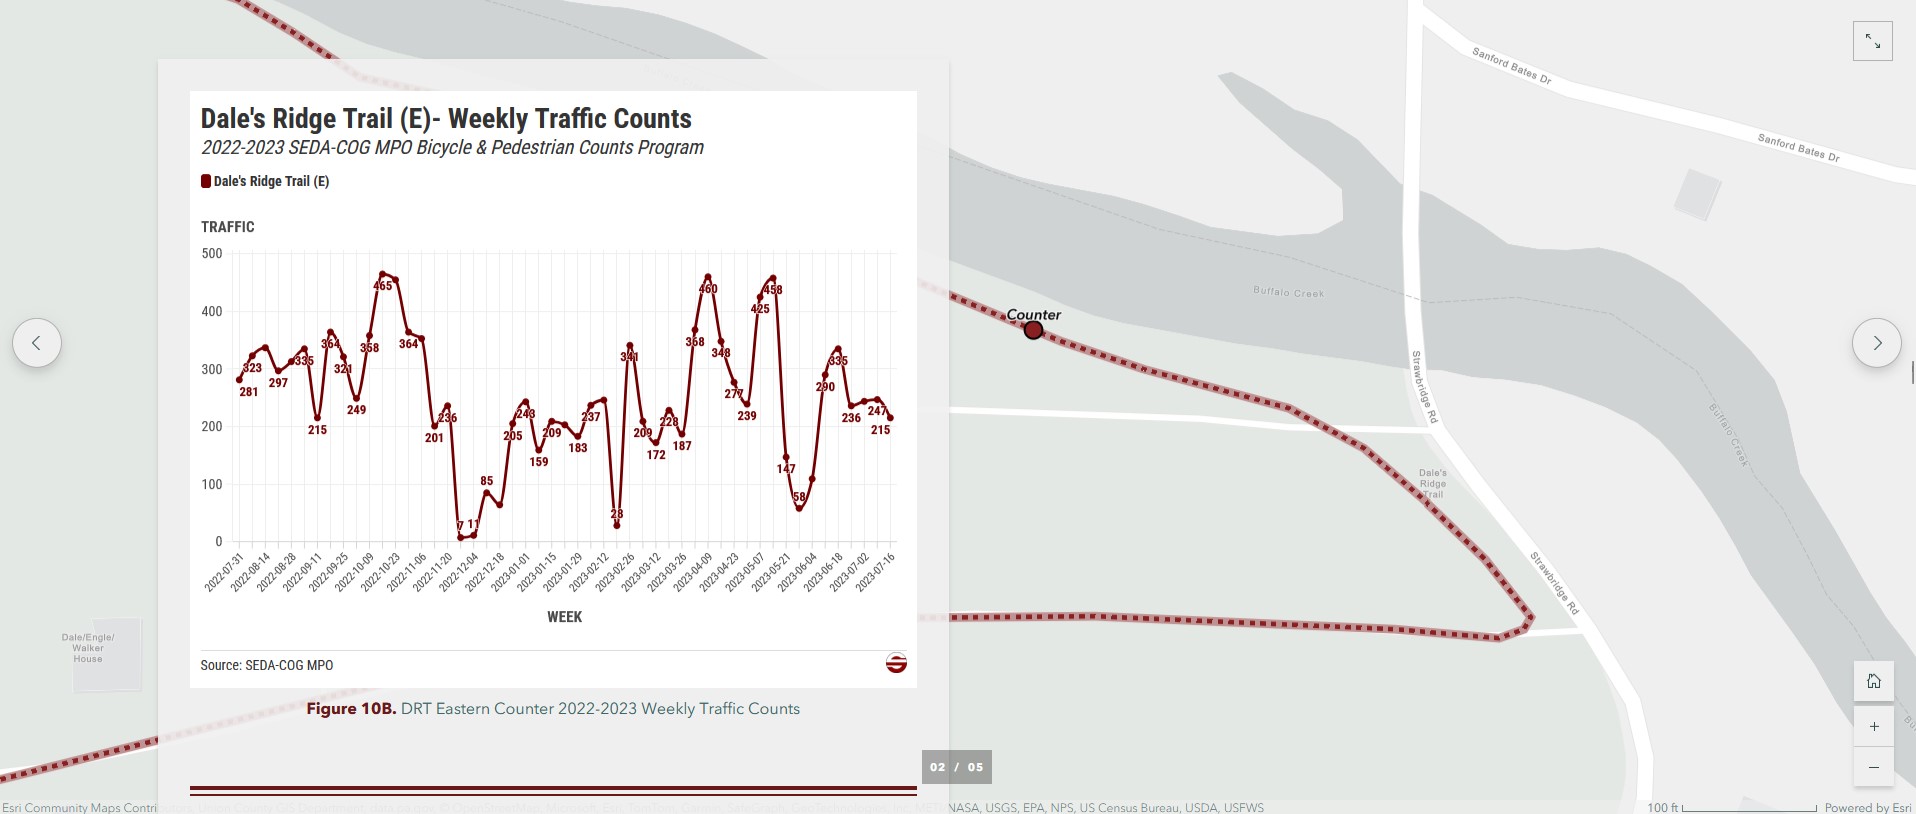 Sanford Bates Dr
Sanford Bates Dr
Dale's Ridge Trail (E)- Weekly Traffic Counts
2022-2023 SEDA-COG MPO Bicycle & Pedestrian Counts Program
Dale's Ridge Trail (E)
TRAFFIC
500
400
300
200
100
0
281
323
297
335
215
364
321
249
358
465
364
201
236
7
11
85
205
243
159
209
183
237
28
341
209
172
228
187
368
460
348
277
239
425
458
147
58
290
335
236
247
215
2022-07-31
2022-08-14
2022-08-28
2022-09-11
2022-09-25
2022-10-09
2022-10-23
2022-11-06
2022-11-20
2022-12-04
2022-12-18
2023-01-01
2023-01-15
2023-01-29
2023-02-12
2023-02-26
2023-03-12
2023-03-26
2023-04-09
2023-04-23
2023-05-07
2023-05-21
2023-06-04
2023-06-18
2023-07-02
2023-07-16
WEEK
Source: SEDA-COG MPO
Figure 10B. DRT Eastern Counter 2022-2023 Weekly Traffic Counts
Counter
Buffalo Creek
Strawbridge Rd
Buffalo Creek
Dale's
Ridge
Trail
Strawbridge Rd
Dale/Engle/
Walker
House
02 / 05
Esri Community Maps
NASA, USGS, EPA, NPS, US Census Bureau, USDA, USFWS
100 ft
Powered by Esri